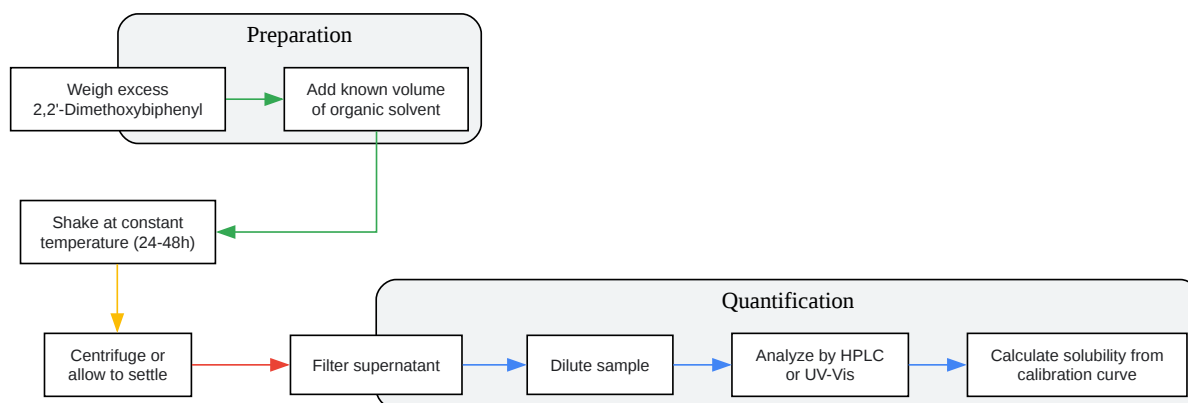 Preparation
Weigh excess
2,2'-Dimethoxybiphenyl
Add known volume
of organic solvent
Shake at constant
temperature (24-48h)
Quantification
Centrifuge or
allow to settle
Filter supernatant
Dilute sample
Analyze by HPLC
or UV-Vis
Calculate solubility from
calibration curve